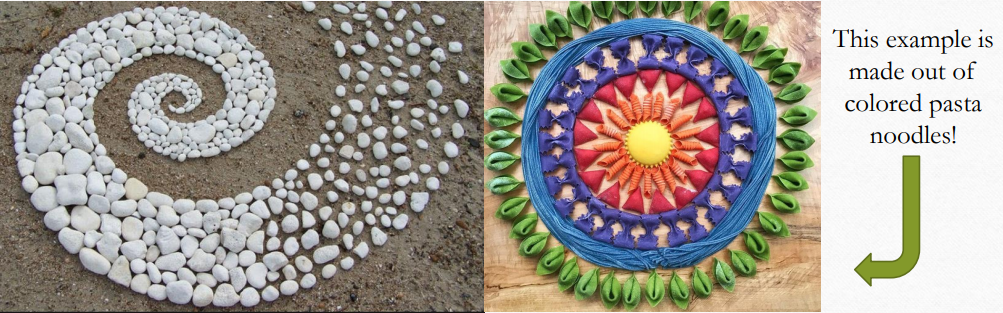 This example is
made out of
colored pasta
noodles!